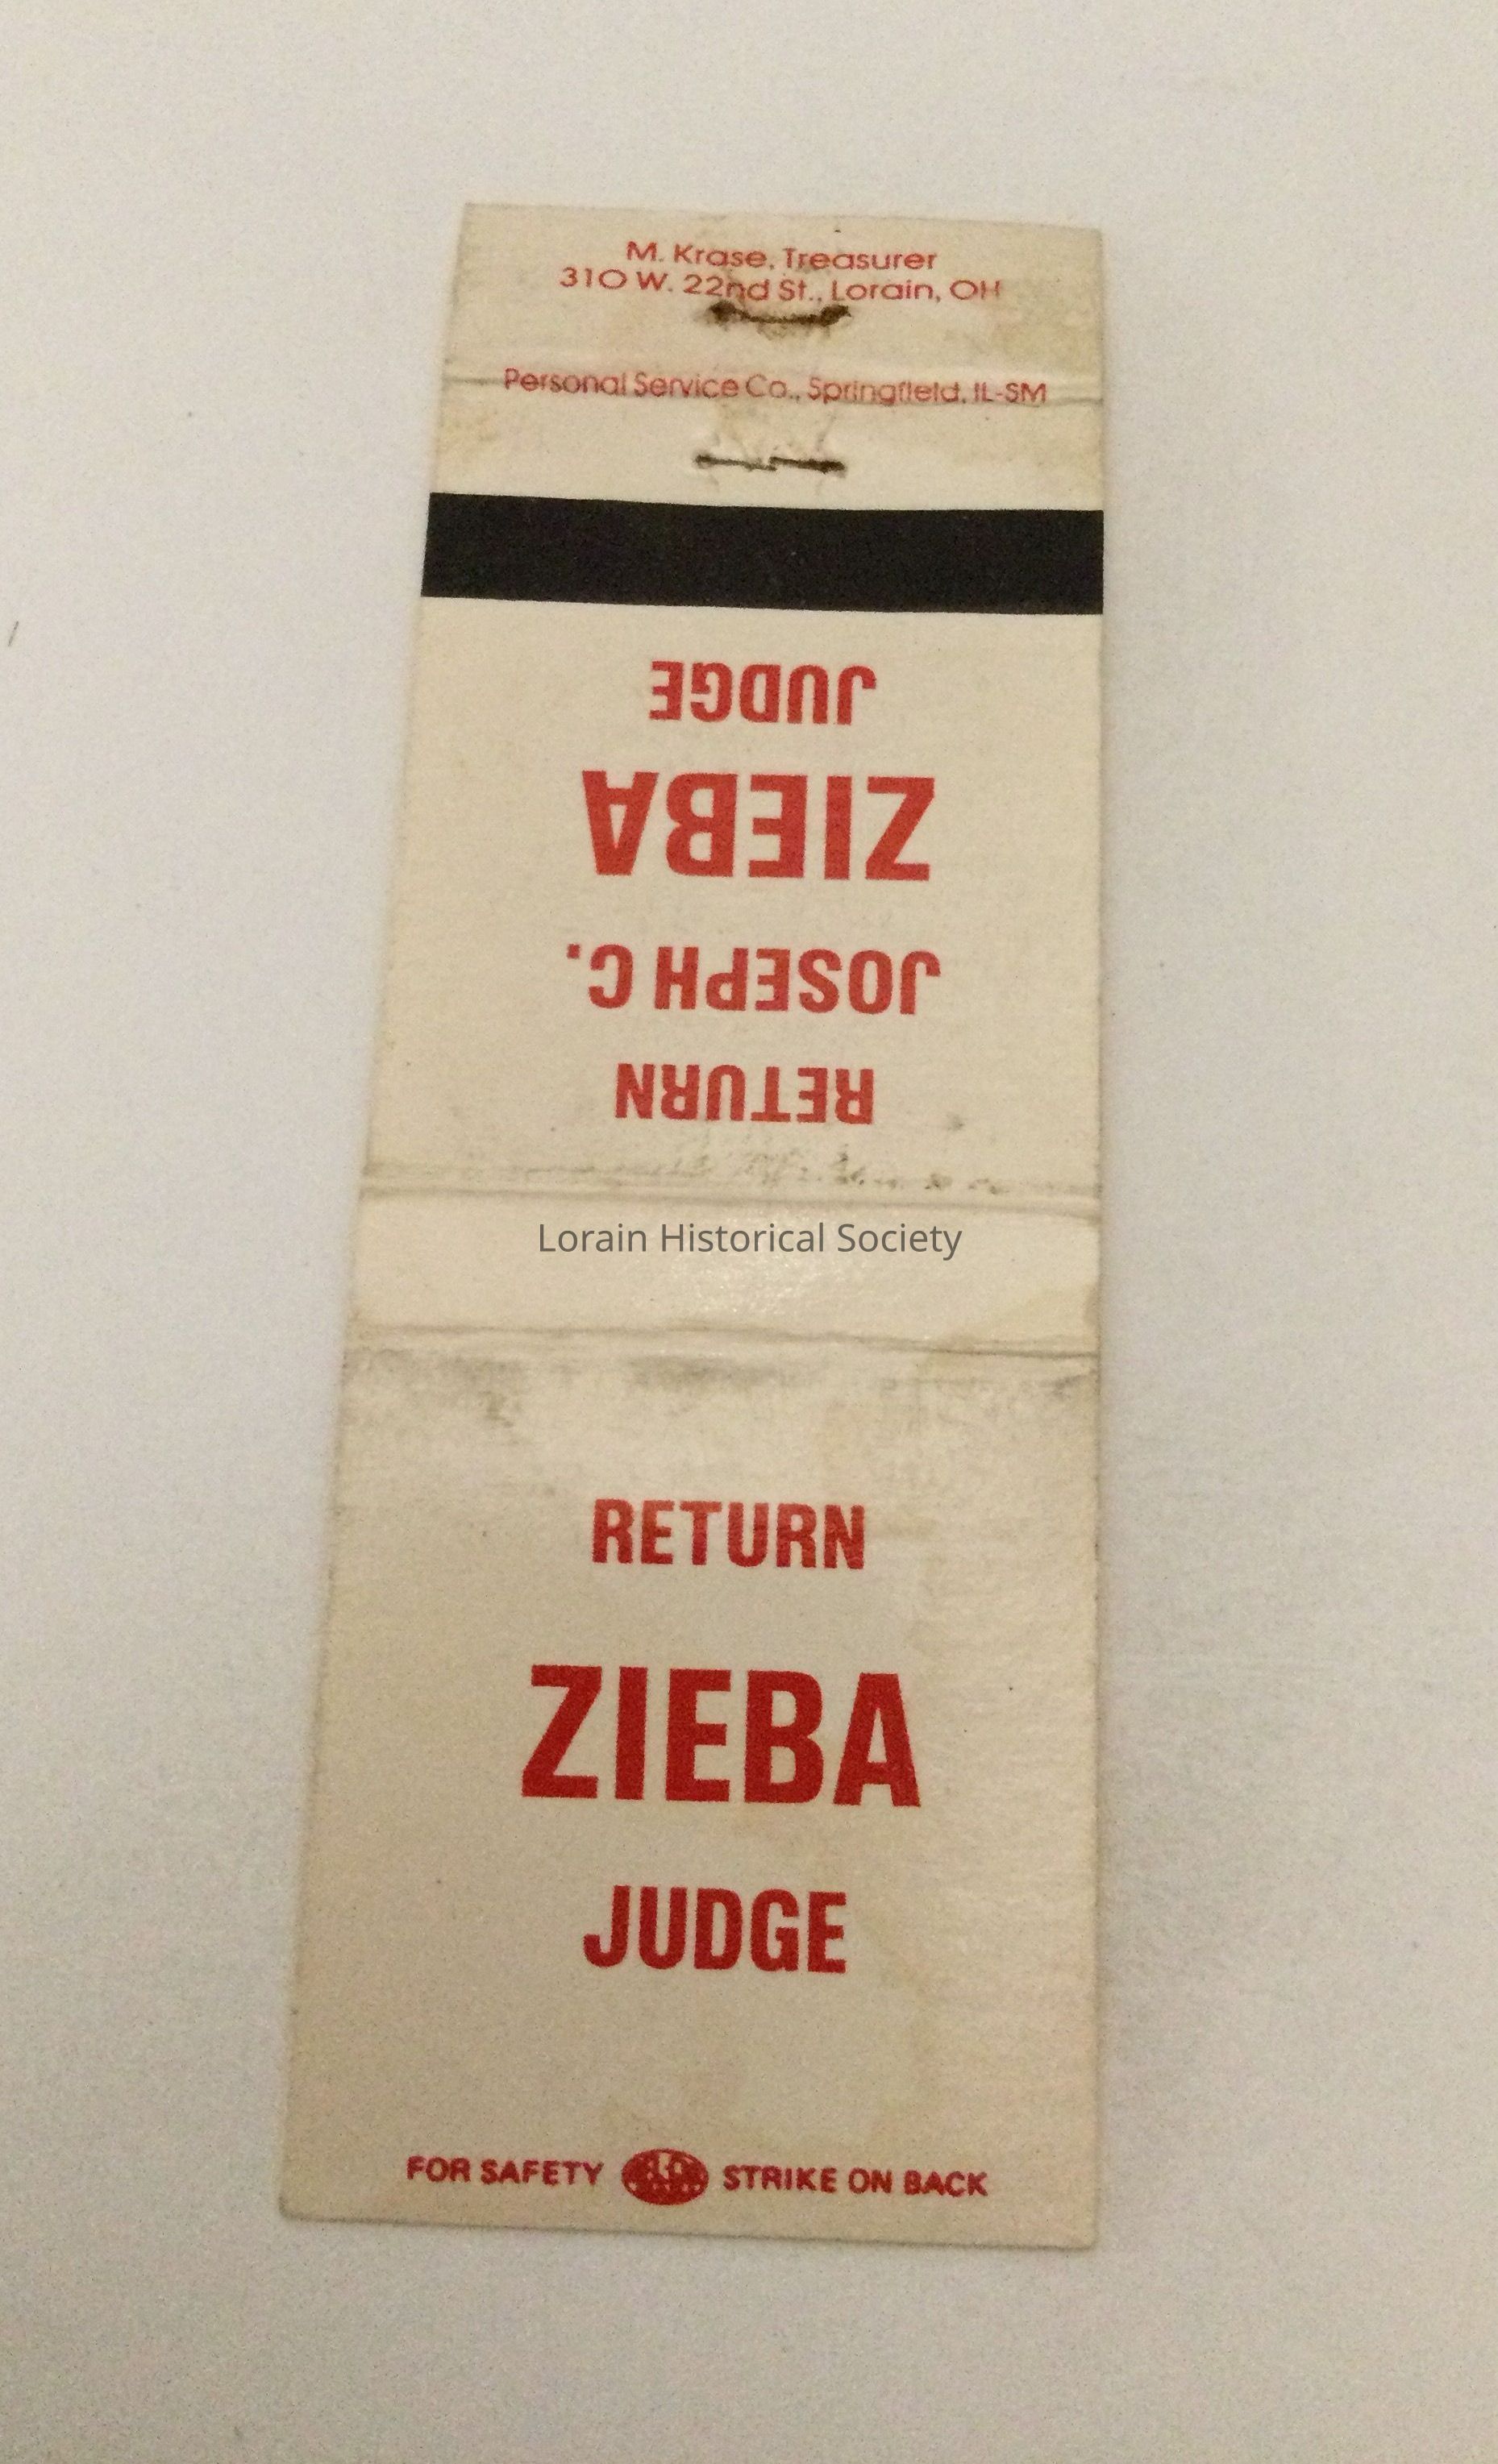 M. Krase, Treasurer
310 W. 22nd St., Lorain, OH
Personal Service Co., Springfield, IL-SM
RETURN
JOSEPH C.
ZIEBA
JUDGE
Lorain Historical Society
RETURN
ZIEBA
JUDGE
FOR SAFETY STRIKE ON BACK